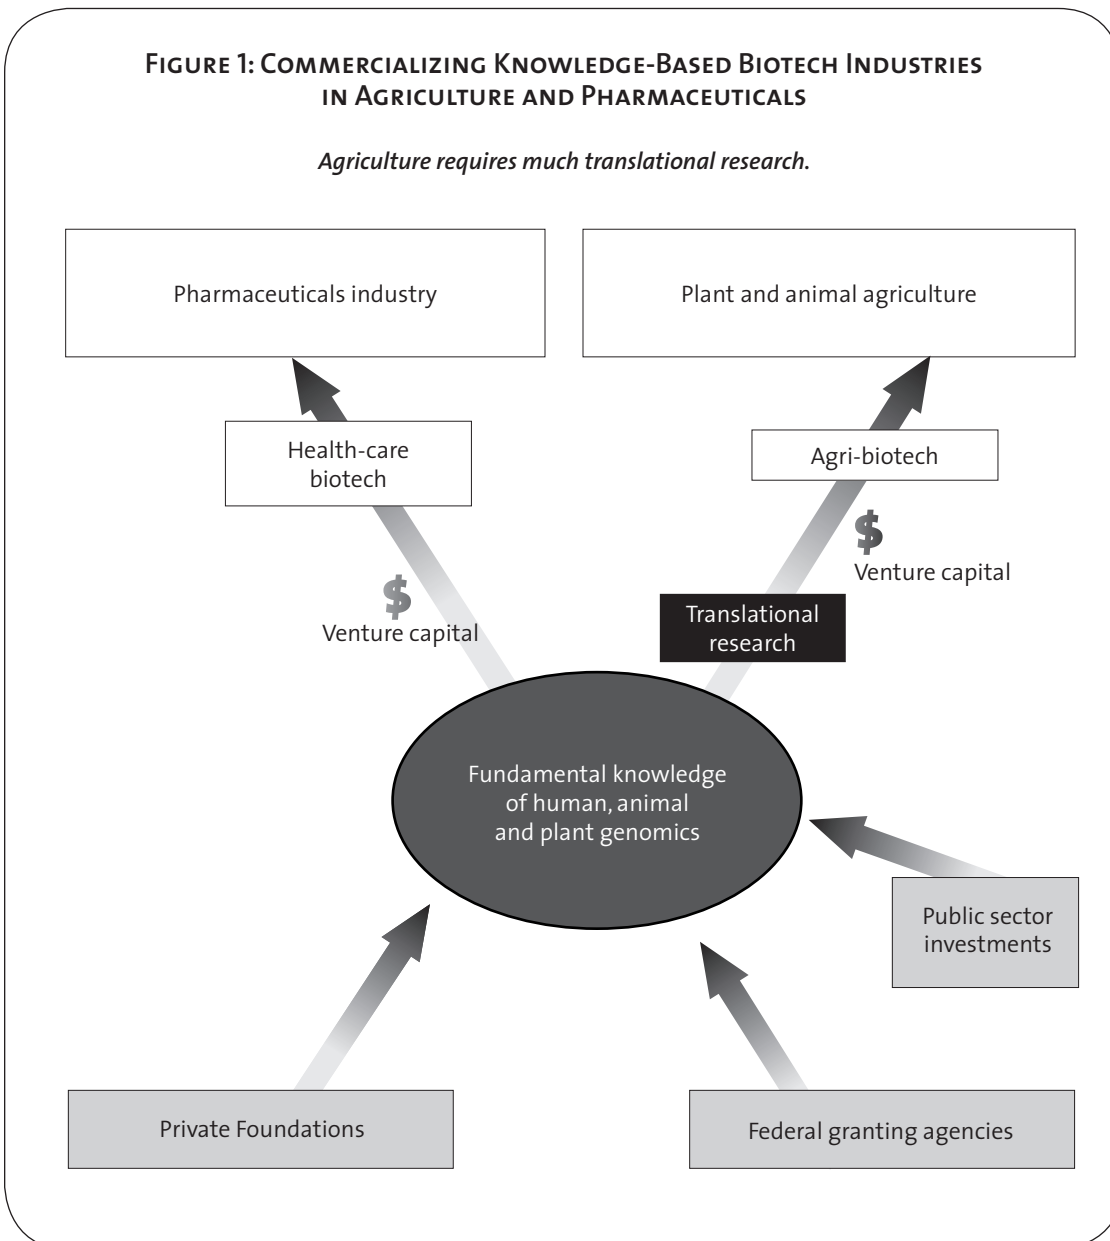 FIGURE 1: COMMERCIALIZING KNOWLEDGE-BASED BIOTECH INDUSTRIES
IN AGRICULTURE AND PHARMACEUTICALS
Agriculture requires much translational research.
Pharmaceuticals industry
Plant and animal agriculture
Health-care
biotech
Agri-biotech
$
Venture capital
$
Venture capital
Translational
research
Fundamental knowledge
of human, animal
and plant genomics
Public sector
investments
Private Foundations
Federal granting agencies